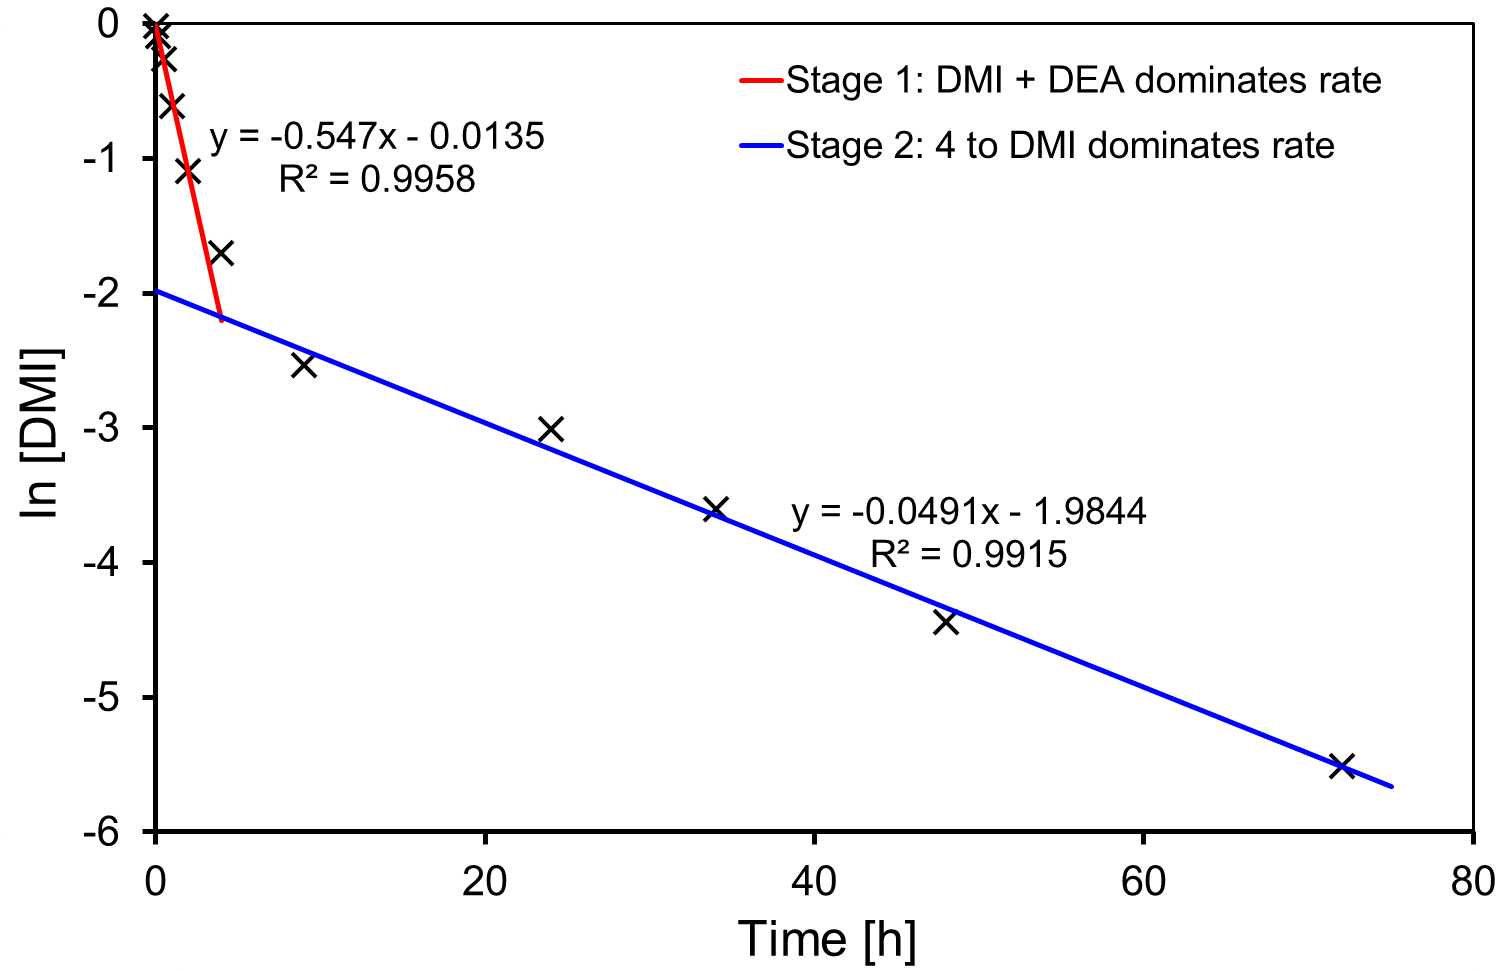 0
-1
-2
-3
-4
-5
-6
ln [DMI]
Stage 1: DMI + DEA dominates rate
Stage 2: 4 to DMI dominates rate
y = -0.547x - 0.0135
R² = 0.9958
y = -0.0491x - 1.9844
R² = 0.9915
0 20 40 60 80
Time [h]